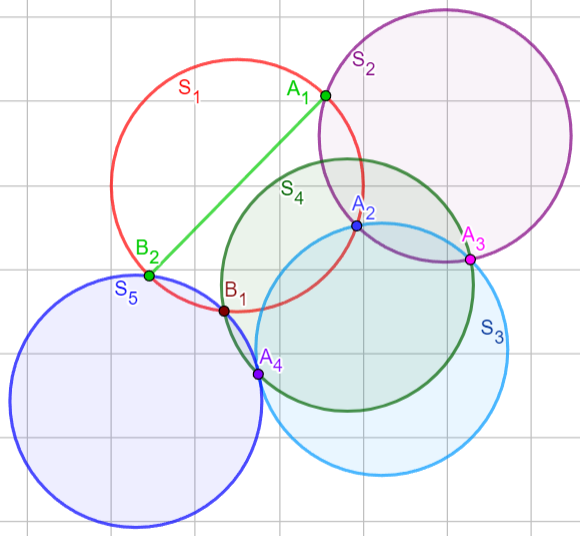 S₂
S₁
A₁
S₄
A₂
A₃
B₂
S₅
B₁
S₃
A₄